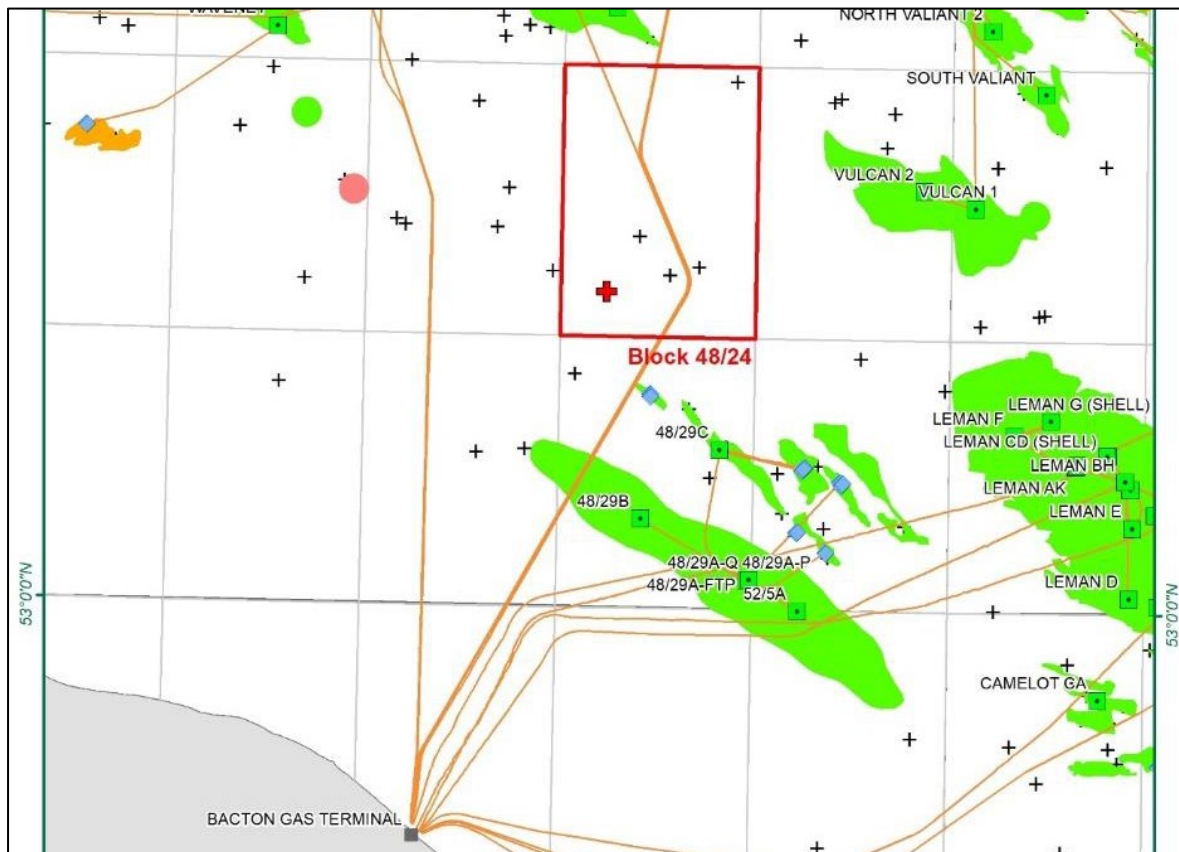 WAVENEY
NORTH VALIANT 2
SOUTH VALIANT
VULCAN 2
VULCAN 1
Block 48/24
LEMAN G (SHELL)
LEMAN F
48/29C
LEMAN CD (SHELL)
LEMAN BH
LEMAN AK
48/29B
LEMAN E
48/29A-Q 48/29A-P
48/29A-FTP
52/5A
LEMAN D
53°0'0"N
53°0'0"N
CAMELOT CA
BACTON GAS TERMINAL